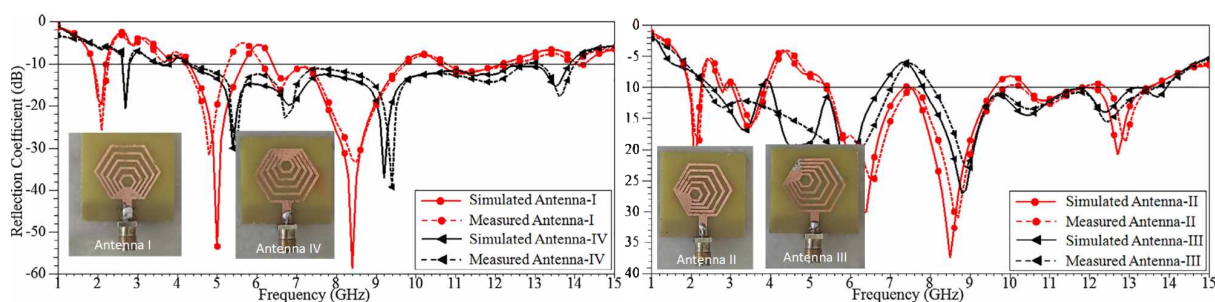 0
-10
-20
-30
-40
-50
-60
Reflection Coefficient (dB)
1 2 3 4 5 6 7 8 9 10 11 12 13 14 15
Frequency (GHz)
Antenna I
Antenna IV
Simulated Antenna-I
Measured Antenna-I
Simulated Antenna-IV
Measured Antenna-IV
0
-5
10
15
20
25
30
35
40
1 2 3 4 5 6 7 8 9 10 11 12 13 14 15
Frequency (GHz)
Antenna II
Antenna III
Simulated Antenna-II
Measured Antenna-II
Simulated Antenna-III
Measured Antenna-III